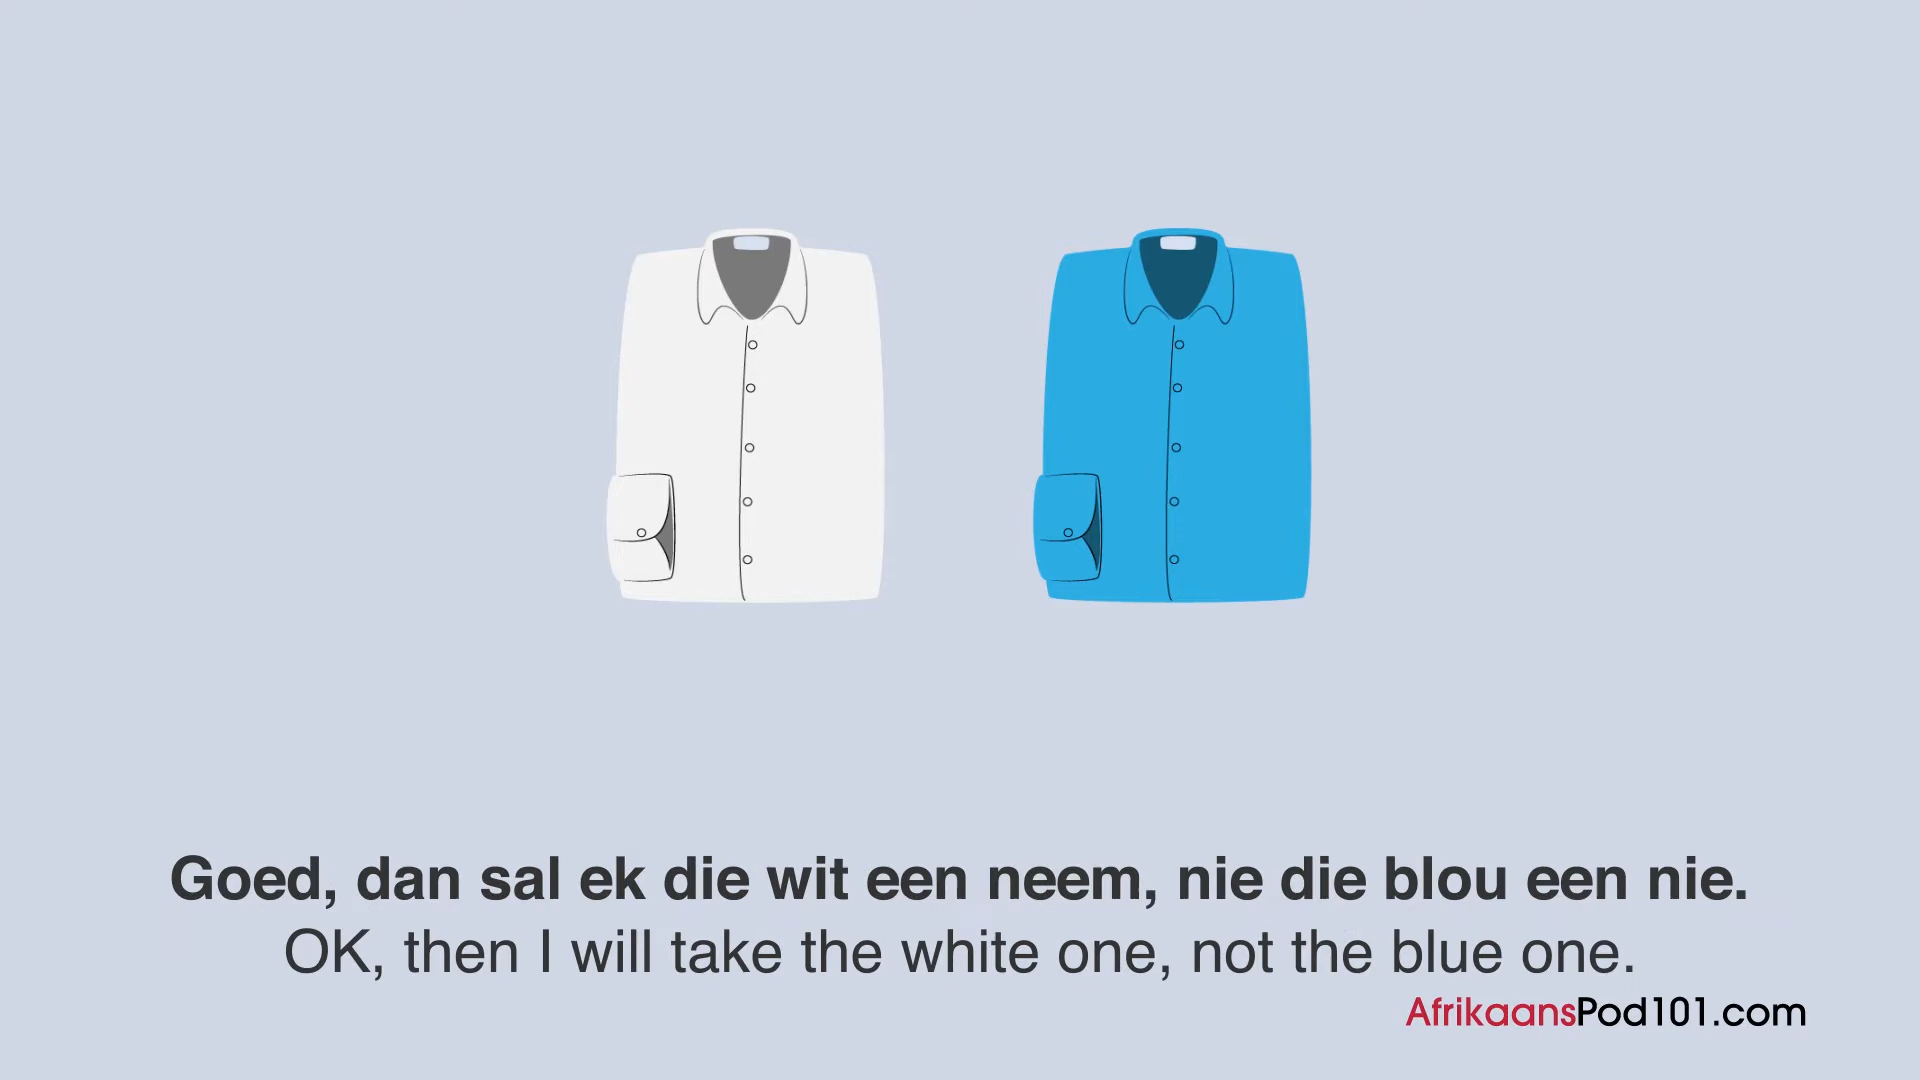 Goed, dan sal ek die wit een neem, nie die blou een nie.
OK, then I will take the white one, not the blue one.
AfrikaansPod101.com